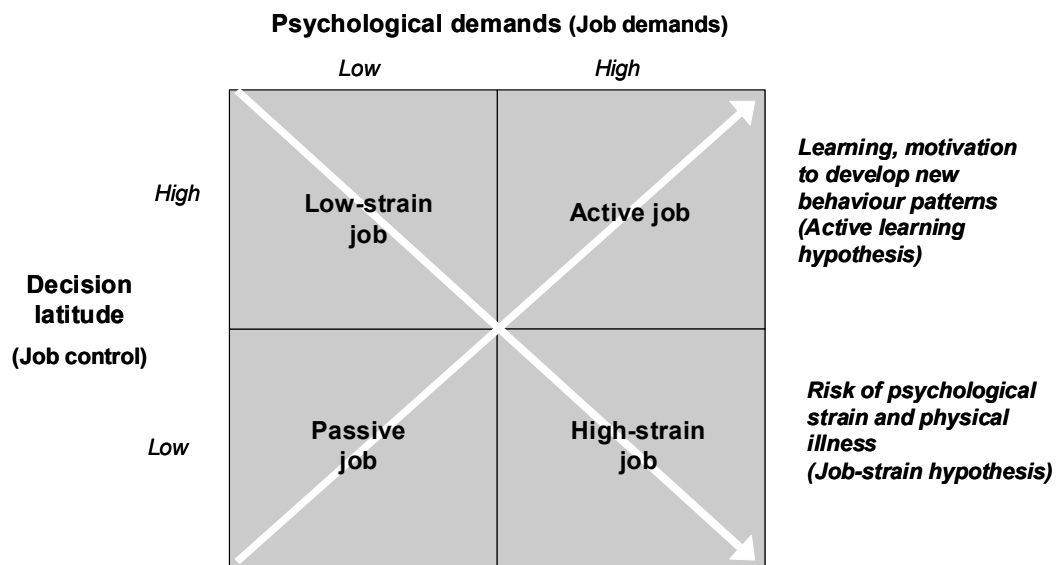 Psychological demands (Job demands)
Low
High
High
Low-strain
job
Active job
Learning, motivation
to develop new
behaviour patterns
(Active learning
hypothesis)
Decision
latitude
(Job control)
Low
Passive
job
High-strain
job
Risk of psychological
strain and physical
illness
(Job-strain hypothesis)